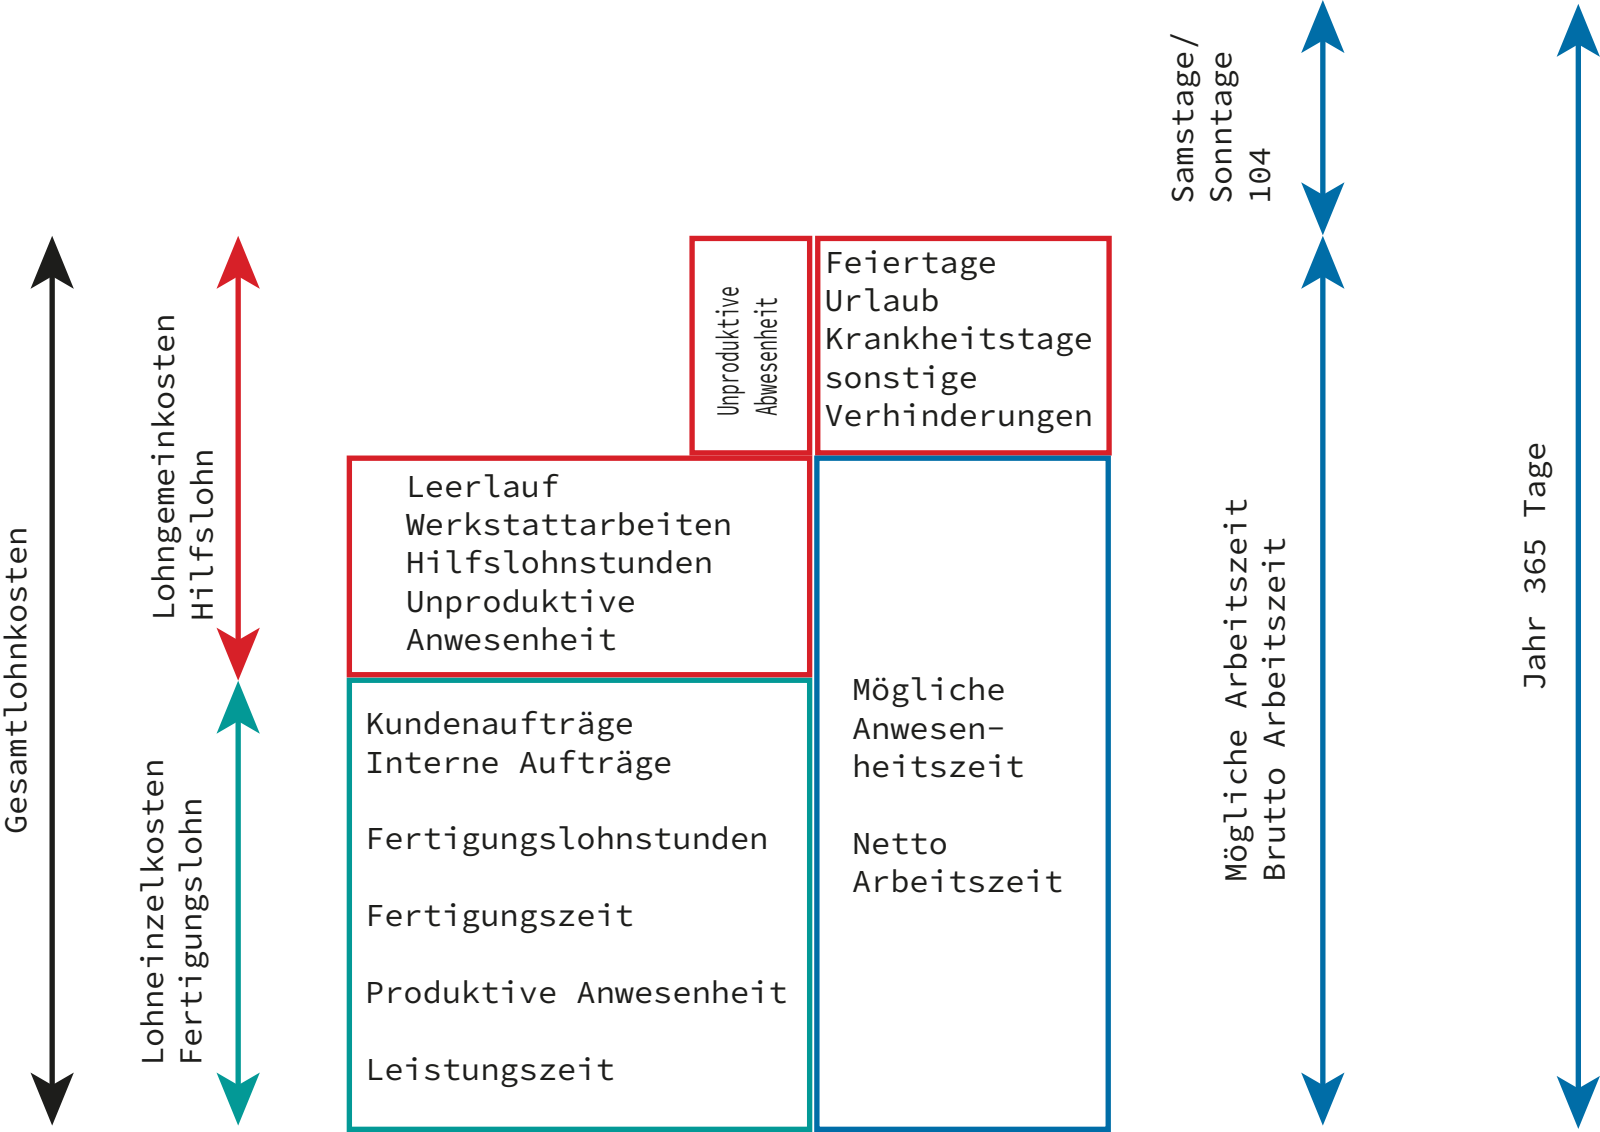 Gesamtlohnkosten
Lohngemeinkosten
Hilfslohn
Lohneinzelkosten
Fertigungslohn
Unproduktive
Abwesenheit
Feiertage
Urlaub
Krankheitstage
sonstige
Verhinderungen
Leerlauf
Werkstattarbeiten
Hilfslohnstunden
Unproduktive
Anwesenheit
Kundenaufträge
Interne Aufträge
Fertigungslohnstunden
Fertigungszeit
Produktive Anwesenheit
Leistungszeit
Mögliche
Anwesen-
heitszeit
Netto
Arbeitszeit
Samstage/
Sonntage
104
Mögliche Arbeitszeit
Brutto Arbeitszeit
Jahr 365 Tage